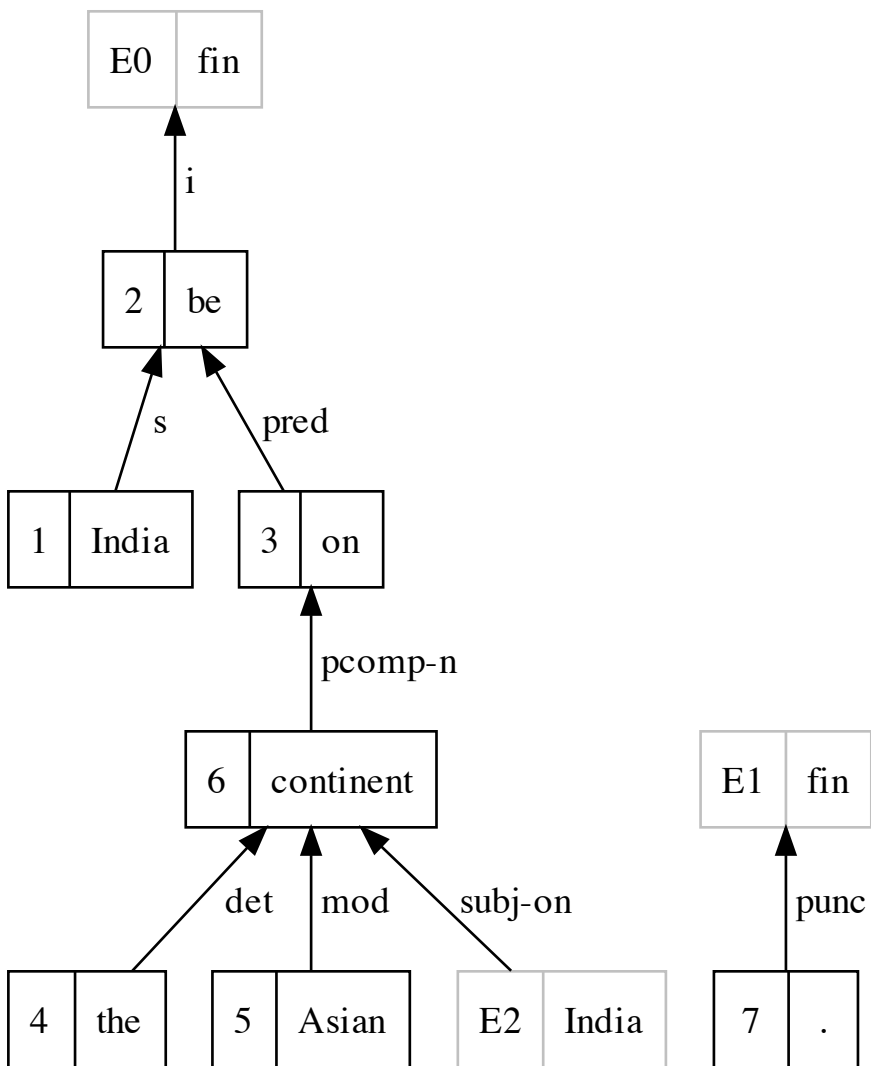 E0 fin
i
2 be
s pred
1 India 3 on
pcomp-n
6 continent E1 fin
det mod subj-on punc
4 the 5 Asian E2 India 7 .